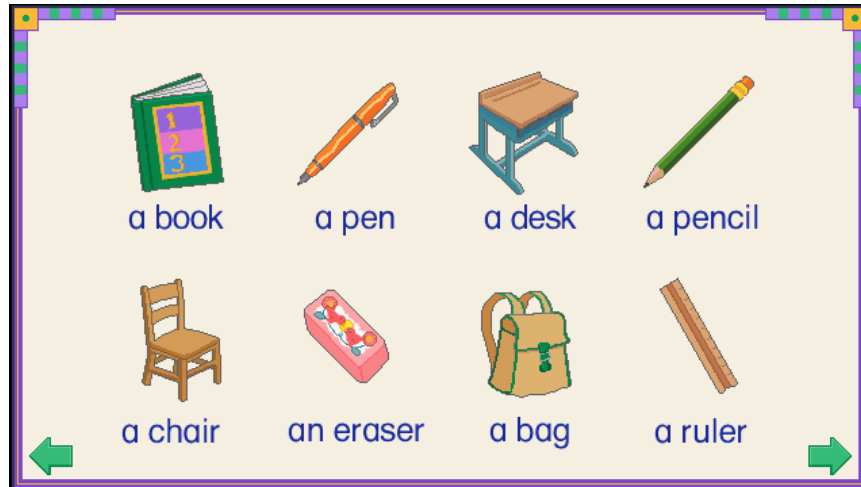 1
2
3
a book
a pen
a desk
a pencil
a chair
an eraser
a bag
a ruler